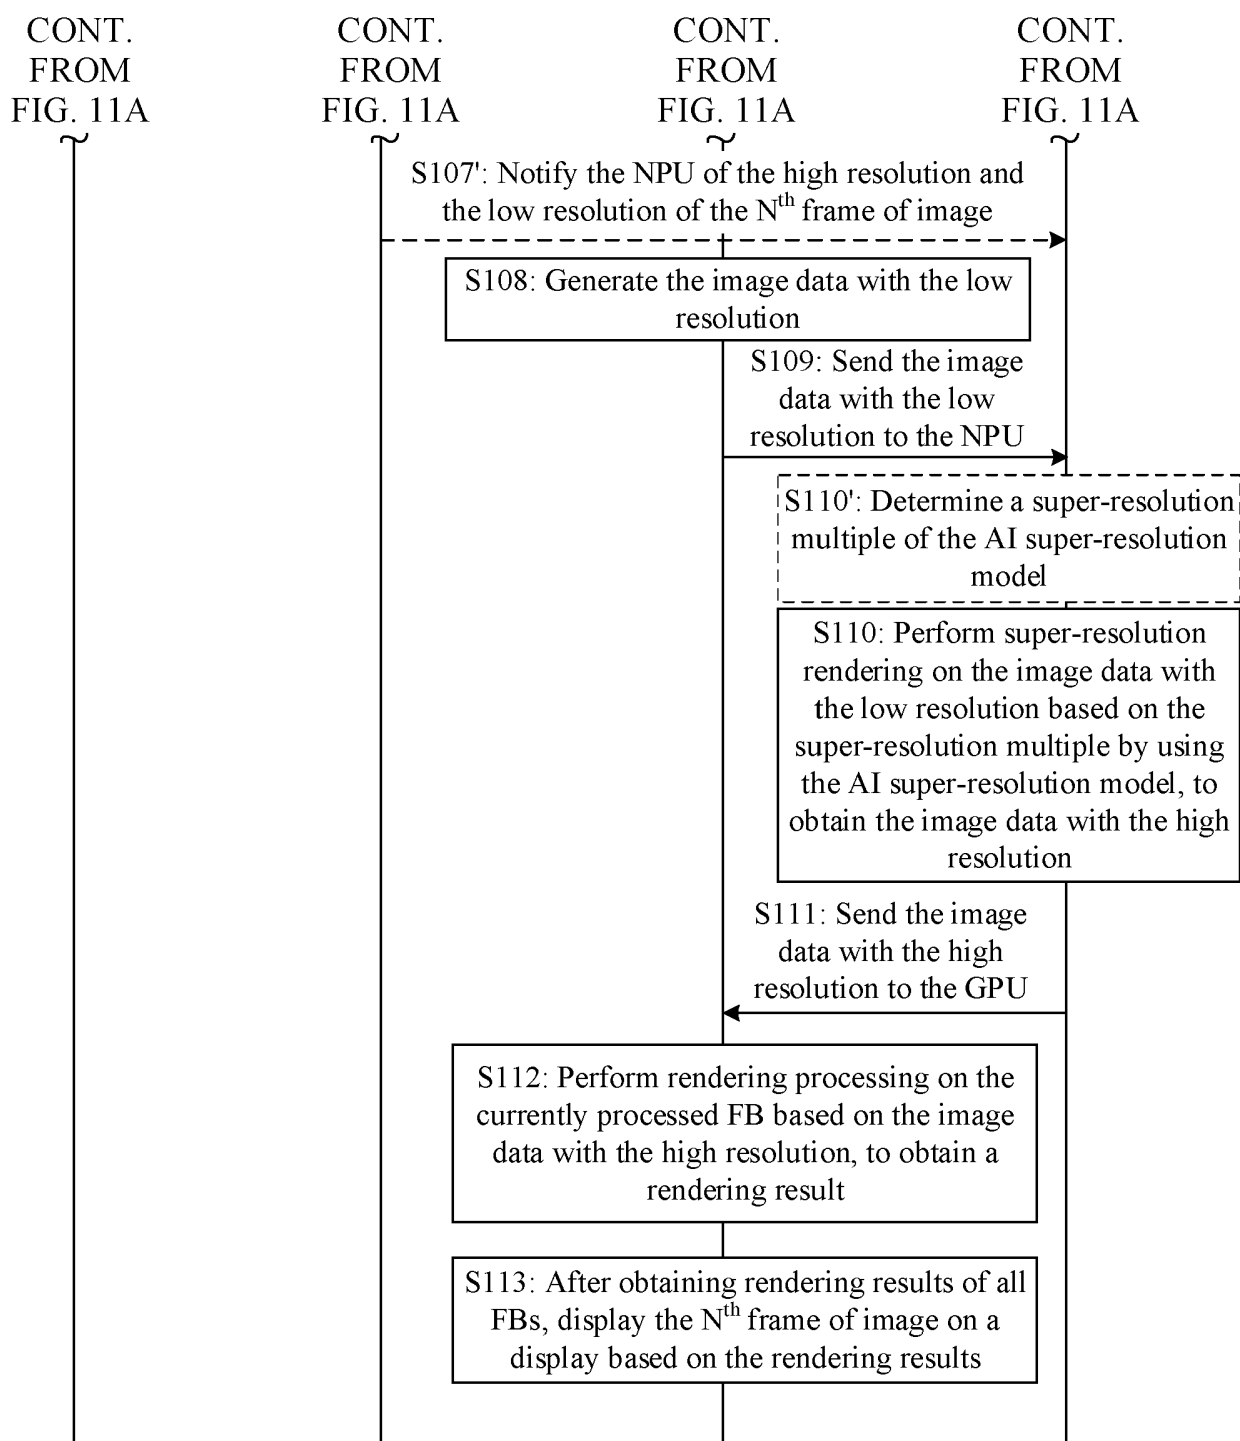 CONT.
FROM
FIG. 11A
CONT.
FROM
FIG. 11A
CONT.
FROM
FIG. 11A
CONT.
FROM
FIG. 11A
S107': Notify the NPU of the high resolution and
the low resolution of the Nth frame of image
S108: Generate the image data with the low
resolution
S109: Send the image
data with the low
resolution to the NPU
S110': Determine a super-resolution
multiple of the AI super-resolution
model
S110: Perform super-resolution
rendering on the image data with
the low resolution based on the
super-resolution multiple by using
the AI super-resolution model, to
obtain the image data with the high
resolution
S111: Send the image
data with the high
resolution to the GPU
S112: Perform rendering processing on the
currently processed FB based on the image
data with the high resolution, to obtain a
rendering result
S113: After obtaining rendering results of all
FBs, display the Nth frame of image on a
display based on the rendering results